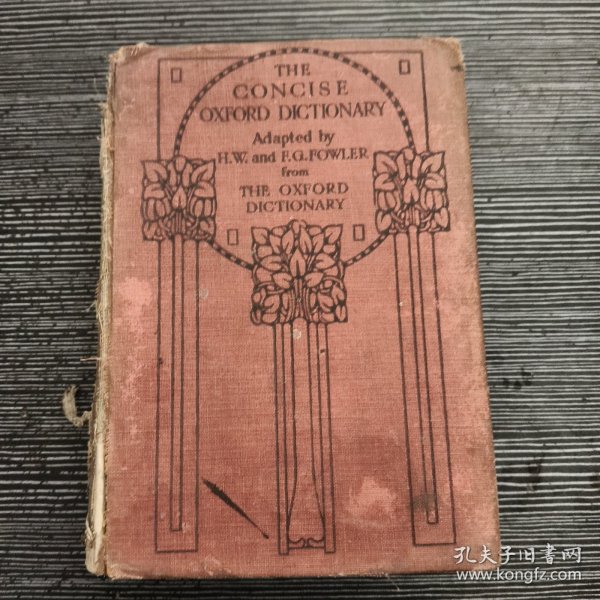 THE
CONCISE
OXFORD DICTIONARY
Adapted by
H.W. and F.G. FOWLER
from
THE OXFORD
DICTIONARY
孔夫子旧书网
www.kongfz.com